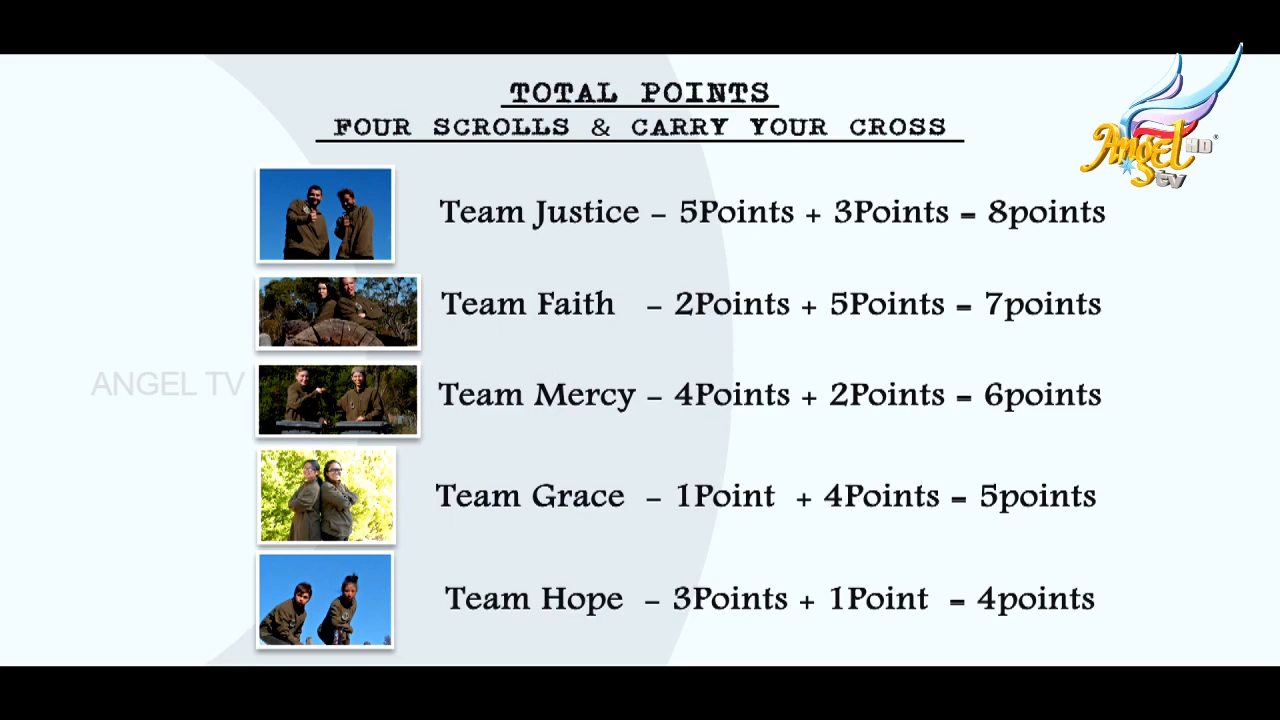 TOTAL POINTS
FOUR SCROLLS & CARRY YOUR CROSS
Angel HD®
tv
Team Justice – 5Points + 3Points = 8points
Team Faith – 2Points + 5Points = 7points
ANGEL TV
Team Mercy – 4Points + 2Points = 6points
Team Grace – 1Point + 4Points = 5points
Team Hope – 3Points + 1Point = 4points